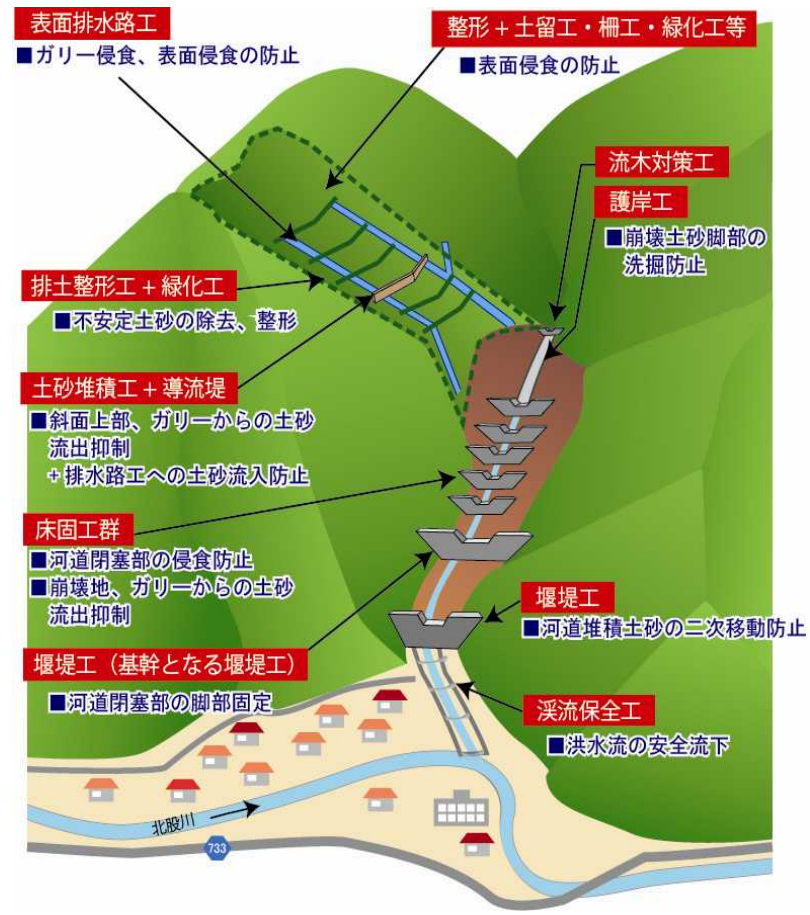 表面排水路工
■ガリー侵食、表面侵食の防止
整形＋土留工・柵工・緑化工等
■表面侵食の防止
流木対策工
護岸工
■崩壊土砂脚部の
洗掘防止
排土整形工＋緑化工
■不安定土砂の除去、整形
土砂堆積工＋導流堤
■斜面上部、ガリーからの土砂
流出抑制
+排水路工への土砂流入防止
床固工群
■河道閉塞部の侵食防止
■崩壊地、ガリーからの土砂
流出抑制
堰堤工
■河道堆積土砂の二次移動防止
堰堤工（基幹となる堰堤工）
■河道閉塞部の脚部固定
渓流保全工
■洪水流の安全流下
北股川
733